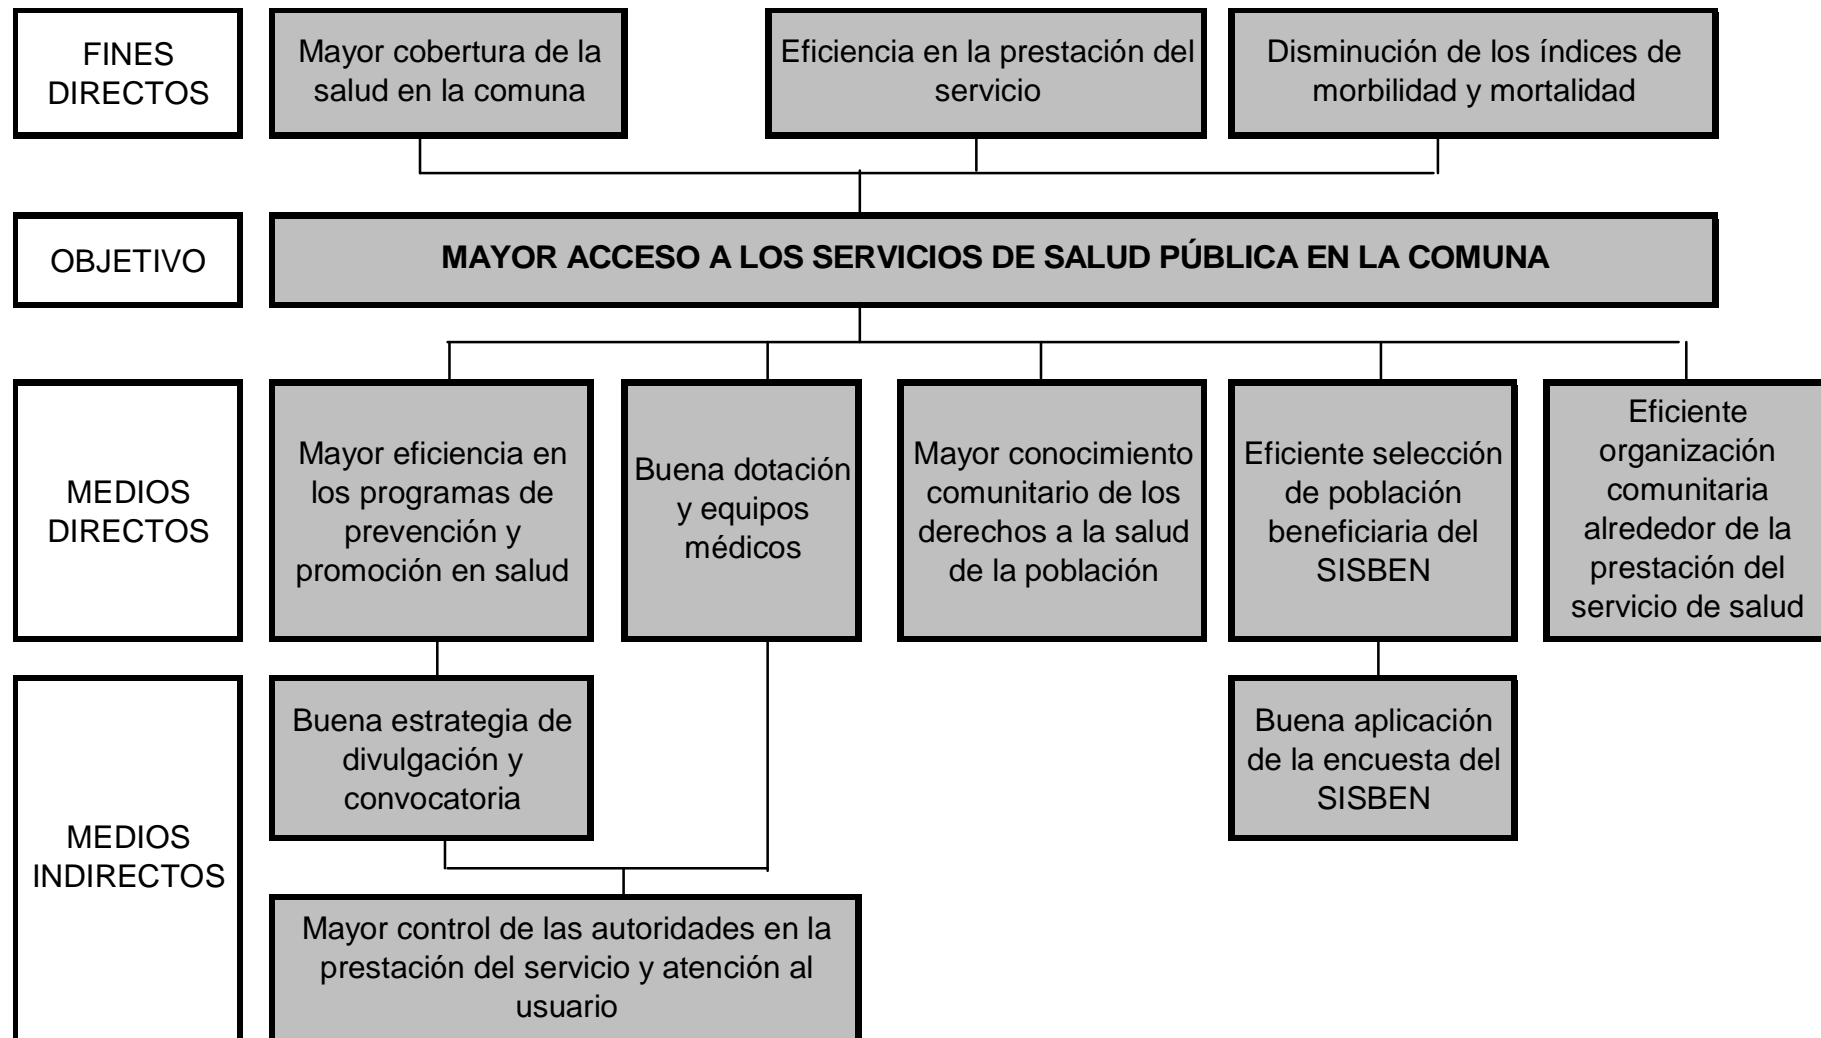 FINES
DIRECTOS
Mayor cobertura de la
salud en la comuna
Eficiencia en la prestación del
servicio
Disminución de los índices de
morbilidad y mortalidad
OBJETIVO
MAYOR ACCESO A LOS SERVICIOS DE SALUD PÚBLICA EN LA COMUNA
MEDIOS
DIRECTOS
Mayor eficiencia en
los programas de
prevención y
promoción en salud
Buena dotación
y equipos
médicos
Mayor conocimiento
comunitario de los
derechos a la salud
de la población
Eficiente selección
de población
beneficiaria del
SISBEN
Eficiente
organización
comunitaria
alrededor de la
prestación del
servicio de salud
MEDIOS
INDIRECTOS
Buena estrategia de
divulgación y
convocatoria
Buena aplicación
de la encuesta del
SISBEN
Mayor control de las autoridades en la
prestación del servicio y atención al
usuario